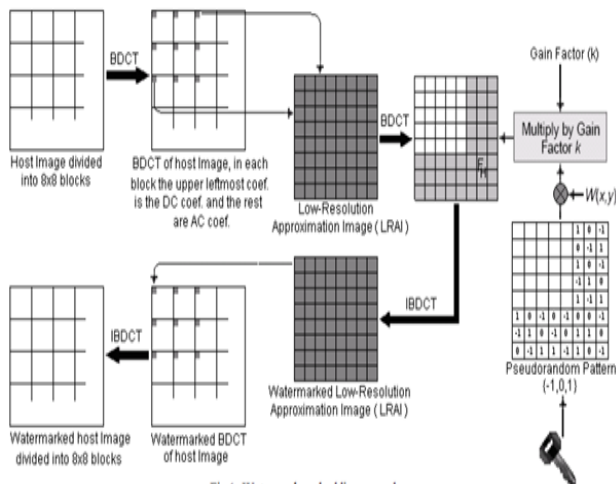 Gain Factor (k)
BDCT
Host Image divided
into 8x8 blocks
BDCT of host Image, in each
block the upper leftmost coef.
is the DC coef. and the rest
are AC coef.
Low-Resolution
Approximation Image ( LRAI )
BDCT
F
H
Multiply by Gain
Factor k
W(x,y)
1 0 -1
0 -1 1
1 0 -1
-1 1 0
1 -1 1
1 0 -1 0 -1 0 0 -1
-1 1 0 -1 0 1 1 0
0 -1 1 1 -1 1 0 -1
Pseudorandom Pattern
(-1,0,1)
IBDCT
Watermarked Low-Resolution
Approximation Image ( LRAI )
IBDCT
Watermarked host Image
divided into 8x8 blocks
Watermarked BDCT
of host Image